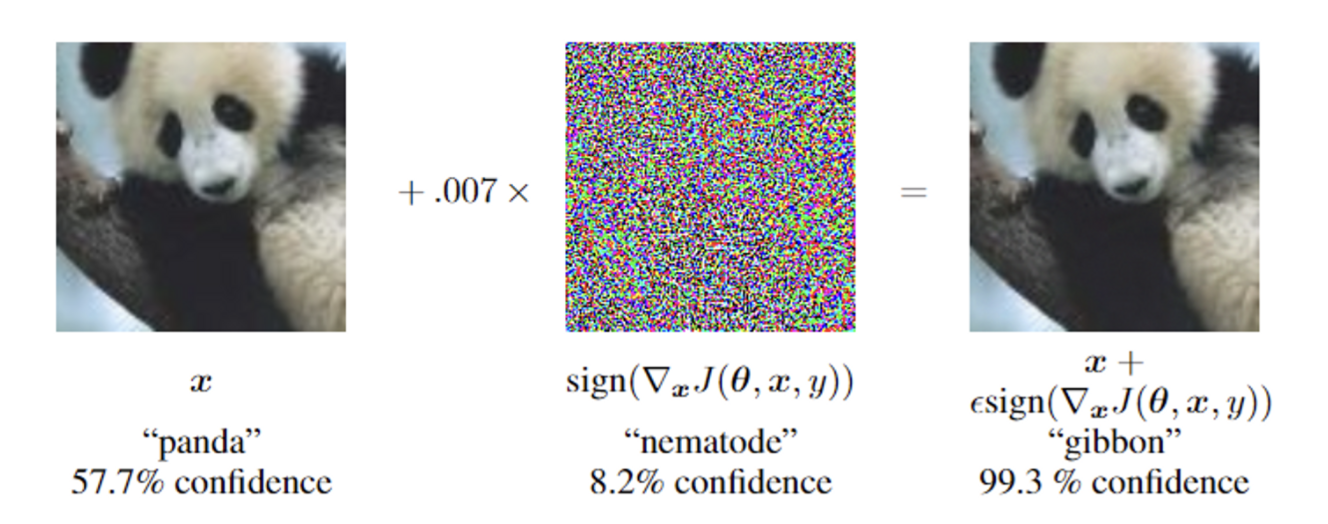 + .007 ×
=
x
“panda”
57.7% confidence
sign(∇ₓJ(θ, x, y))
“nematode”
8.2% confidence
x +
ϵsign(∇ₓJ(θ, x, y))
“gibbon”
99.3 % confidence